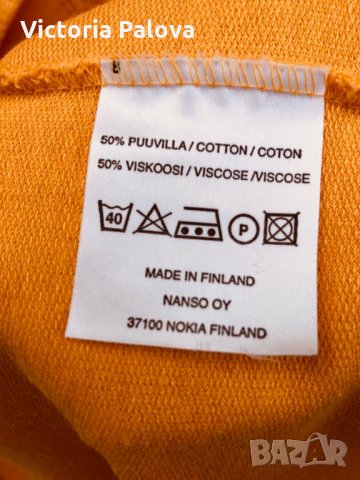 Victoria Palova
50% PUUVILLA / COTTON / COTON
50% VISKOOSI / VISCOSE /VISCOSE
40
P
MADE IN FINLAND
NANSO OY
37100 NOKIA FINLAND
BAZAR